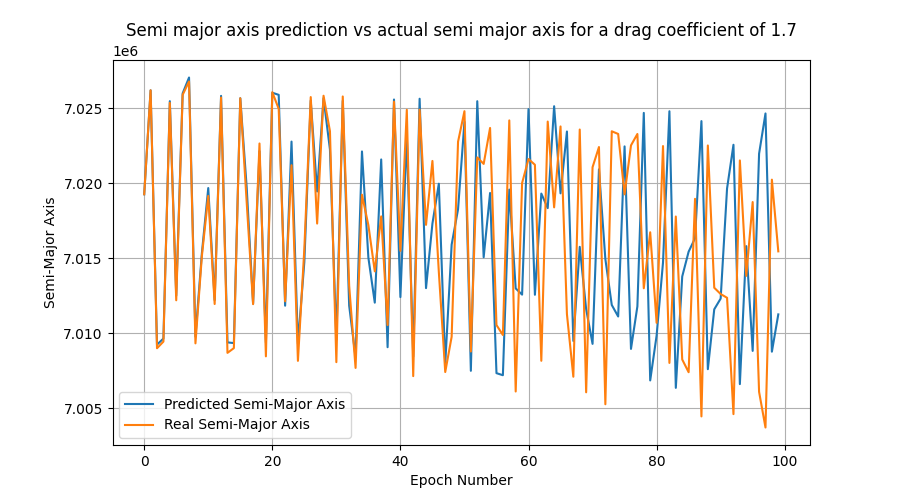 Semi major axis prediction vs actual semi major axis for a drag coefficient of 1.7
1e6
7.025
7.020
7.015
7.010
7.005
Semi-Major Axis
Predicted Semi-Major Axis
Real Semi-Major Axis
0 20 40 60 80 100
Epoch Number